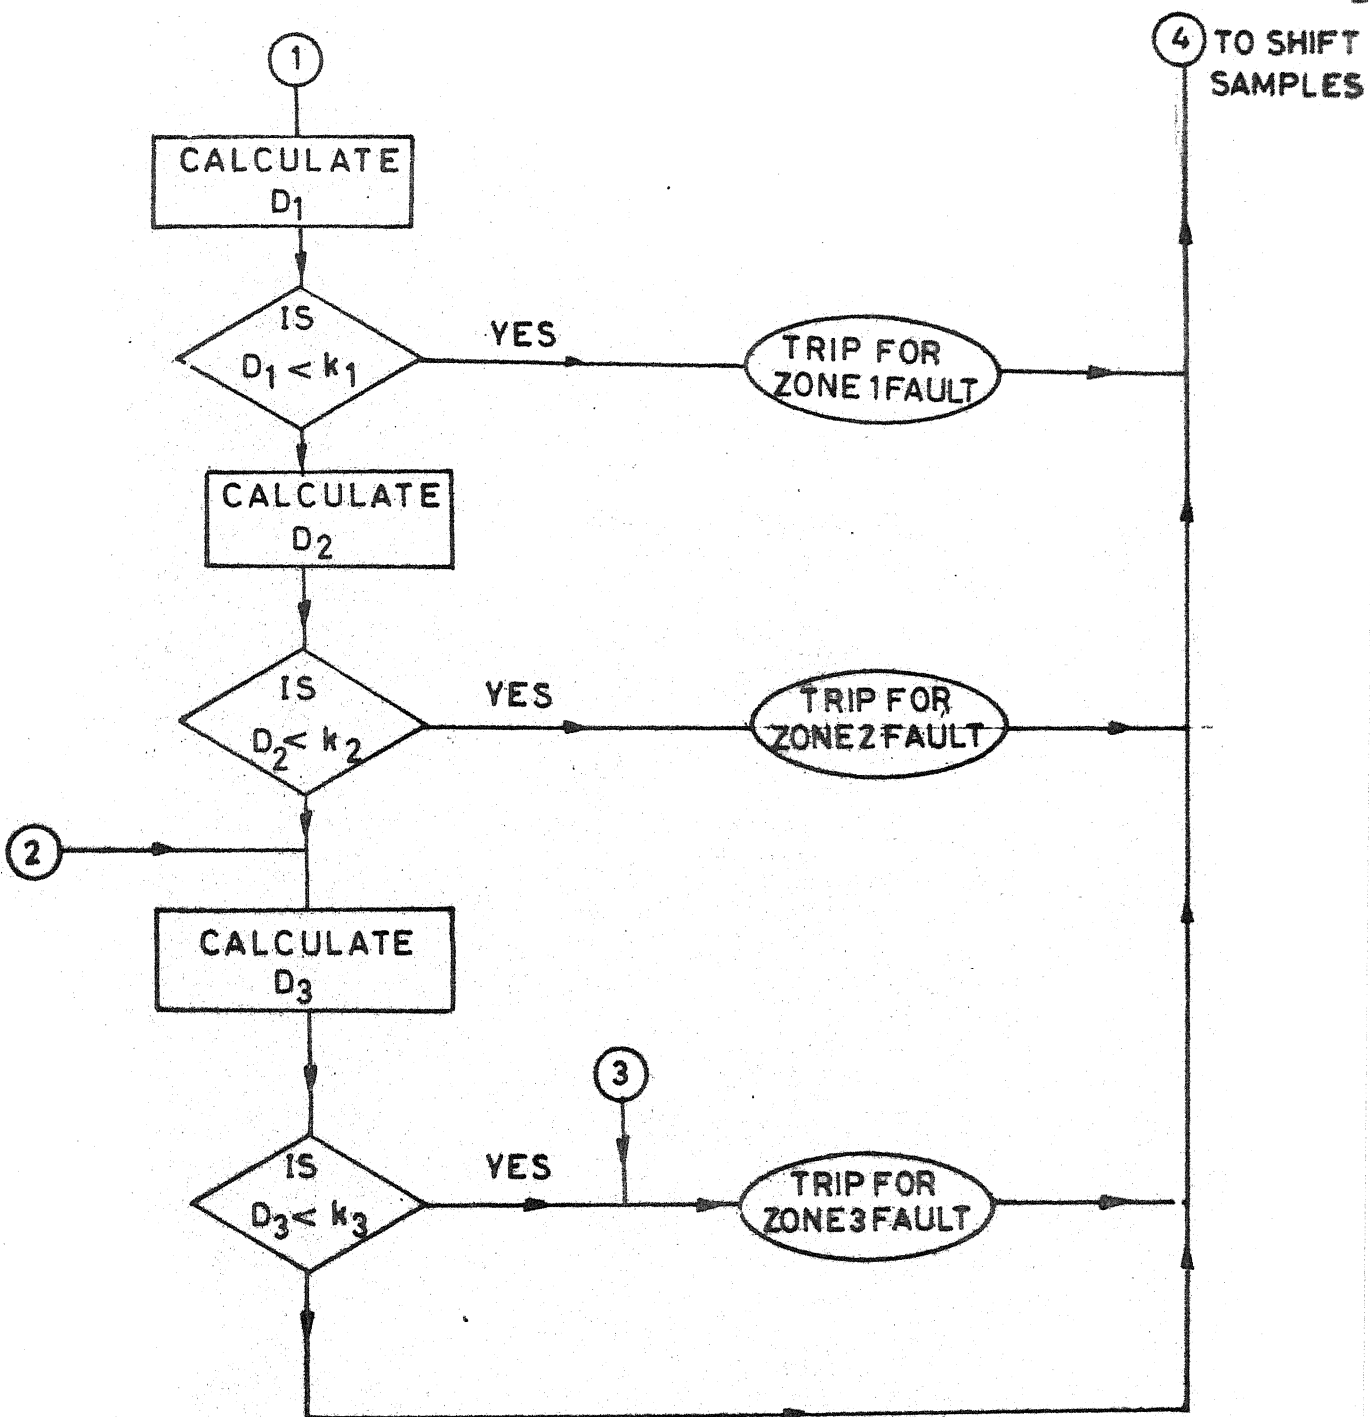 1
4 TO SHIFT
SAMPLES
CALCULATE
D1
IS
D1 < k1
YES
TRIP FOR
ZONE 1 FAULT
CALCULATE
D2
IS
D2 < k2
YES
TRIP FOR
ZONE 2 FAULT
2
CALCULATE
D3
3
IS
D3 < k3
YES
TRIP FOR
ZONE 3 FAULT